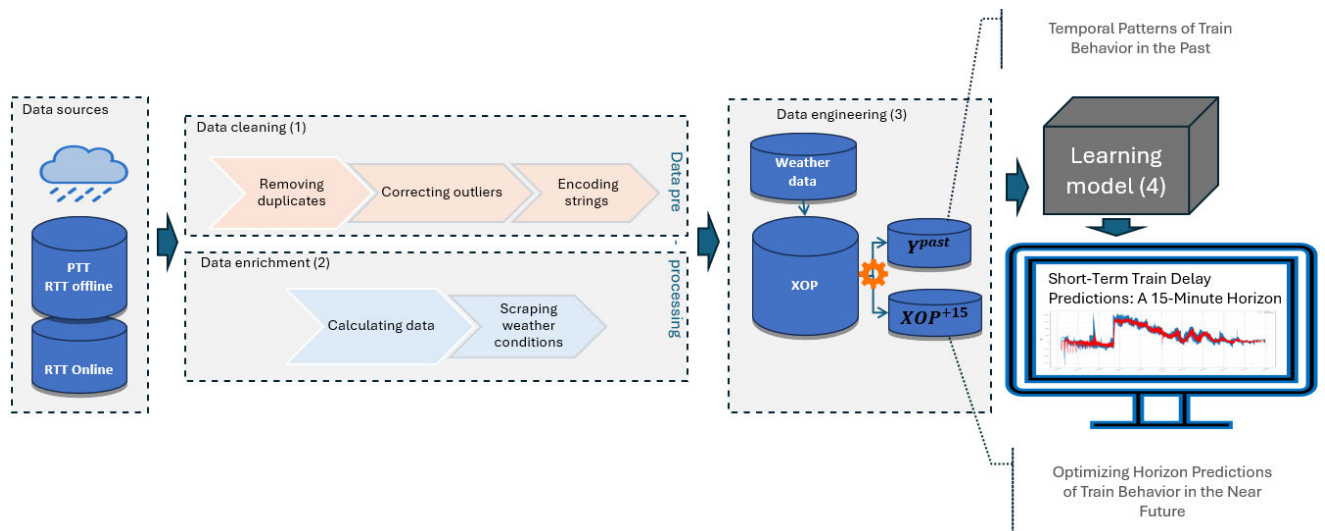 Temporal Patterns of Train
Behavior in the Past
Data sources
PTT
RTT offline
RTT Online
Data cleaning (1)
Removing
duplicates
Correcting outliers
Encoding
strings
Data enrichment (2)
Calculating data
Scraping
weather
conditions
Data pre - processing
Data engineering (3)
Weather
data
XOP
Y^past
XOP^+15
Learning
model (4)
Short-Term Train Delay
Predictions: A 15-Minute Horizon
Optimizing Horizon Predictions
of Train Behavior in the Near
Future